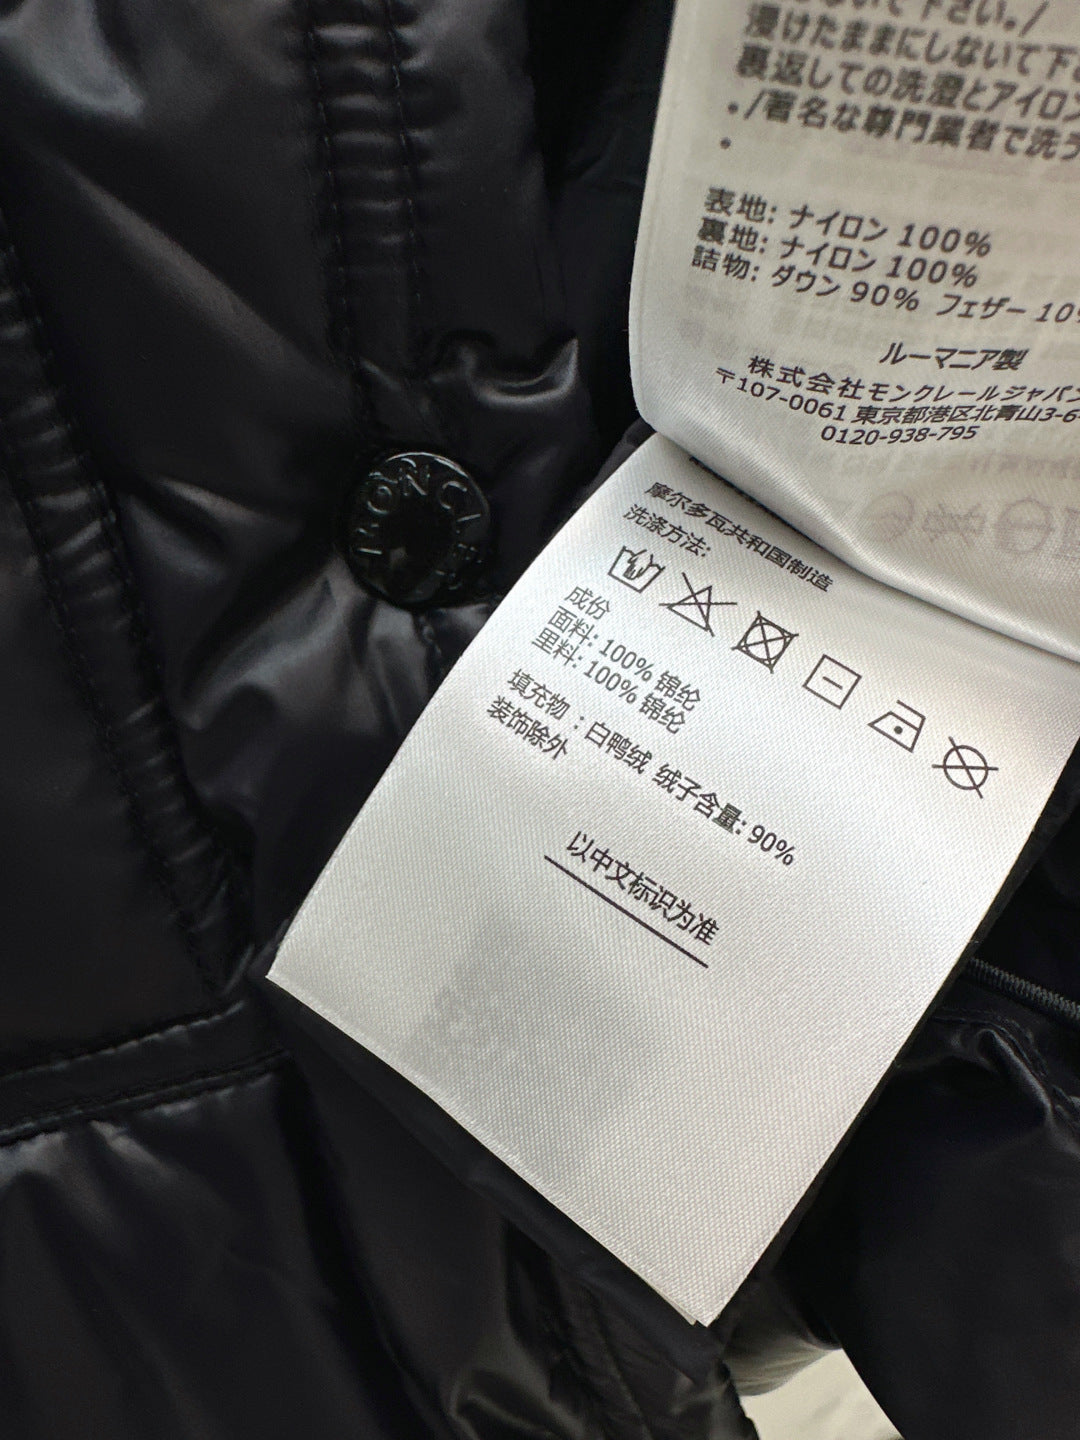 ないで下さい。/
浸けたままにしないで下
裏返しての洗澄とアイロン
./著名な専門業者で洗う
.
表地: ナイロン 100%
裏地: ナイロン 100%
詰物: ダウン 90% フェザー 10%
ルーマニア製
株式会社モンクレールジャパン
〒107-0061 東京都港区北青山3-6
0120-938-795
MONCLER
摩尔多瓦共和国制造
洗涤方法:
成份
面料: 100% 锦纶
里料: 100% 锦纶
填充物 : 白鸭绒 绒子含量: 90%
装饰除外
以中文标识为准